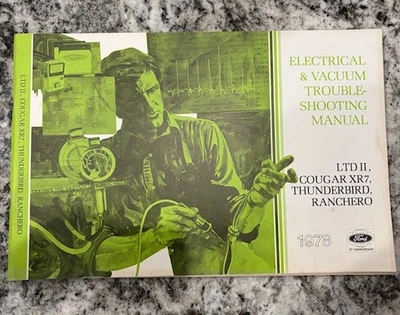 LTD II, COUGAR XR7, THUNDERBIRD, RANCHERO
ELECTRICAL
& VACUUM
TROUBLE-
SHOOTING
MANUAL
LTD II,
COUGAR XR7,
THUNDERBIRD,
RANCHERO
1978
Ford